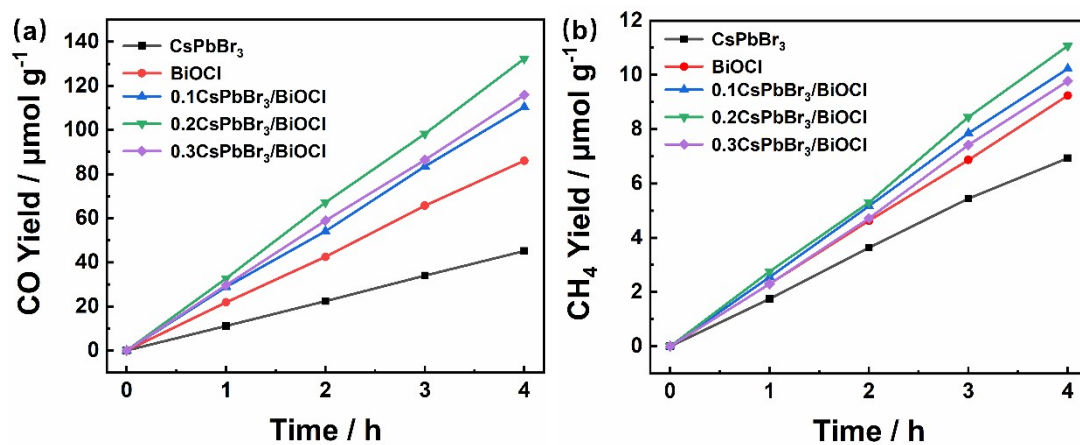 (a)
CO Yield / μmol g⁻¹
140
120
100
80
60
40
20
0
CsPbBr₃
BiOCl
0.1CsPbBr₃/BiOCl
0.2CsPbBr₃/BiOCl
0.3CsPbBr₃/BiOCl
0 1 2 3 4
Time / h
(b)
CH₄ Yield / μmol g⁻¹
12
10
8
6
4
2
0
CsPbBr₃
BiOCl
0.1CsPbBr₃/BiOCl
0.2CsPbBr₃/BiOCl
0.3CsPbBr₃/BiOCl
0 1 2 3 4
Time / h